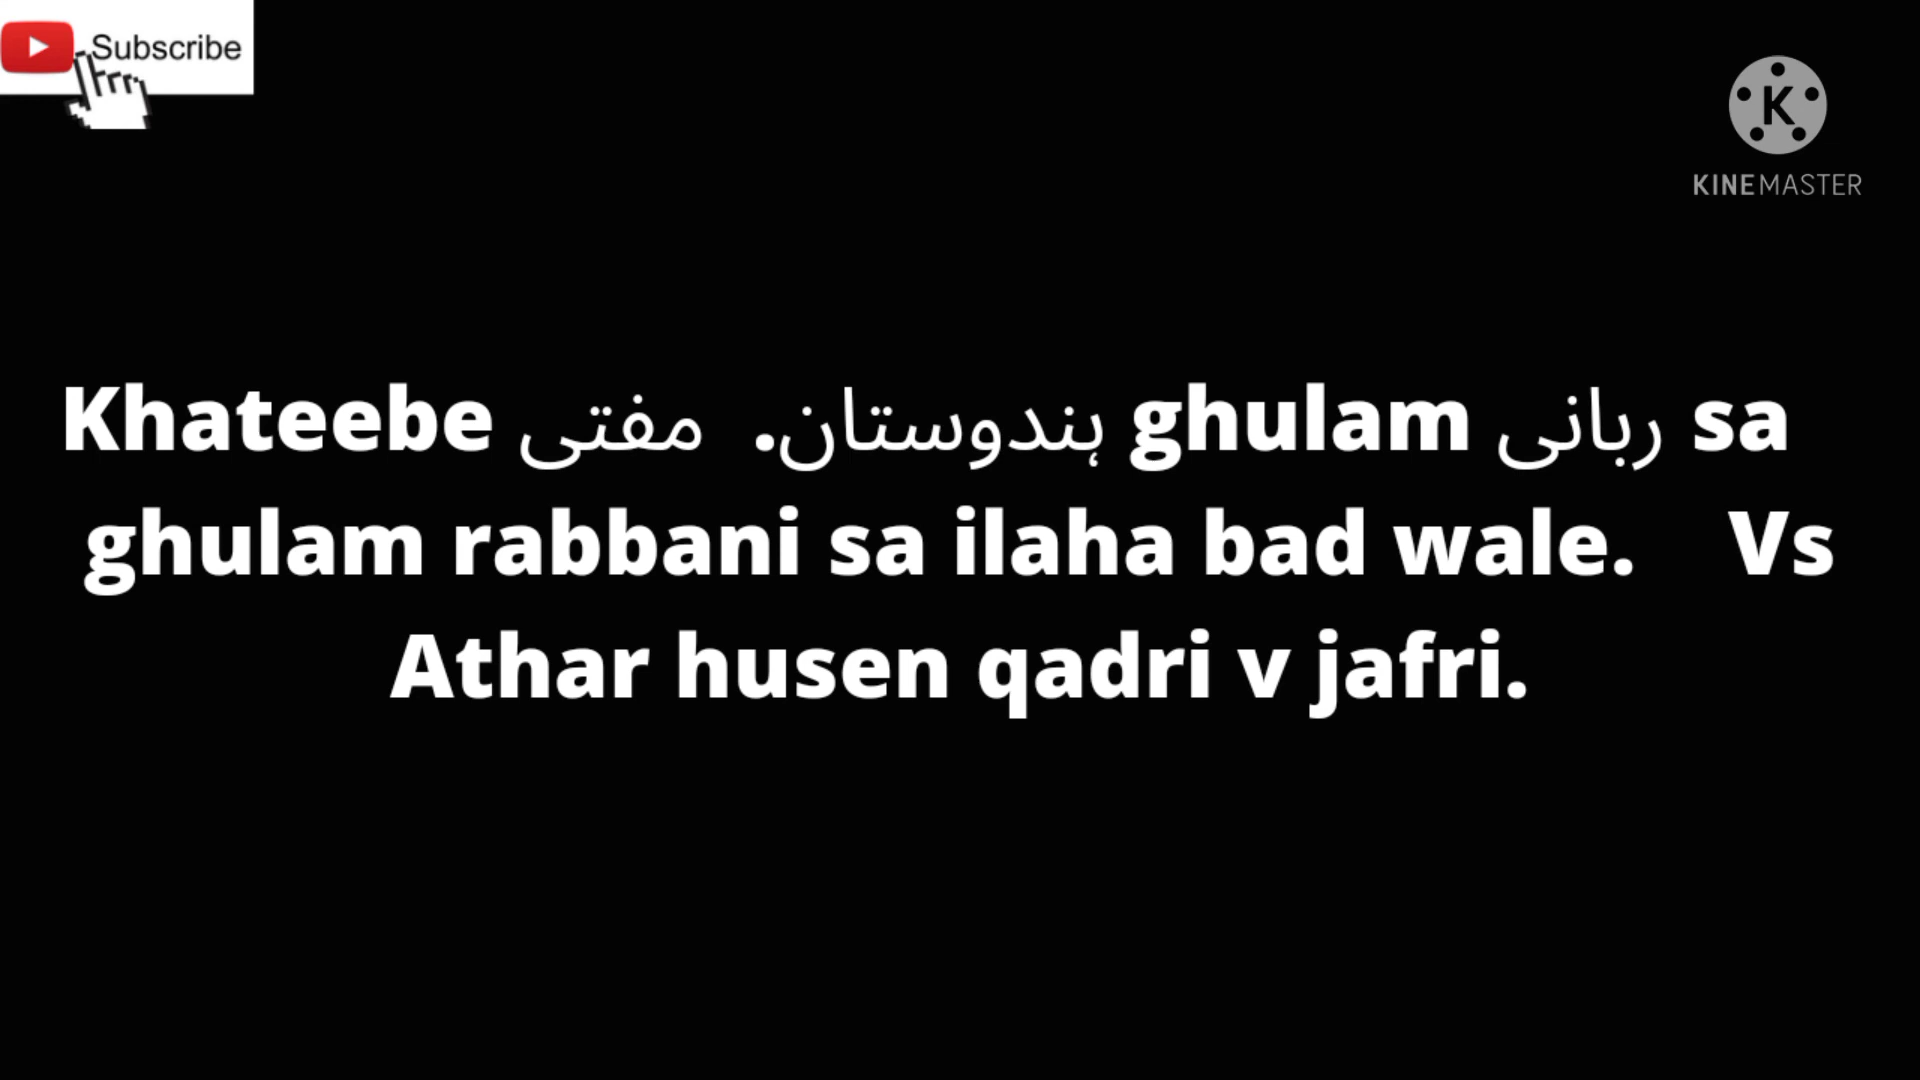 Subscribe
KINEMASTER
Khateebe ہندوستان.  مفتی ghulam ربانی sa
ghulam rabbani sa ilaha bad wale.    Vs
Athar husen qadri v jafri.